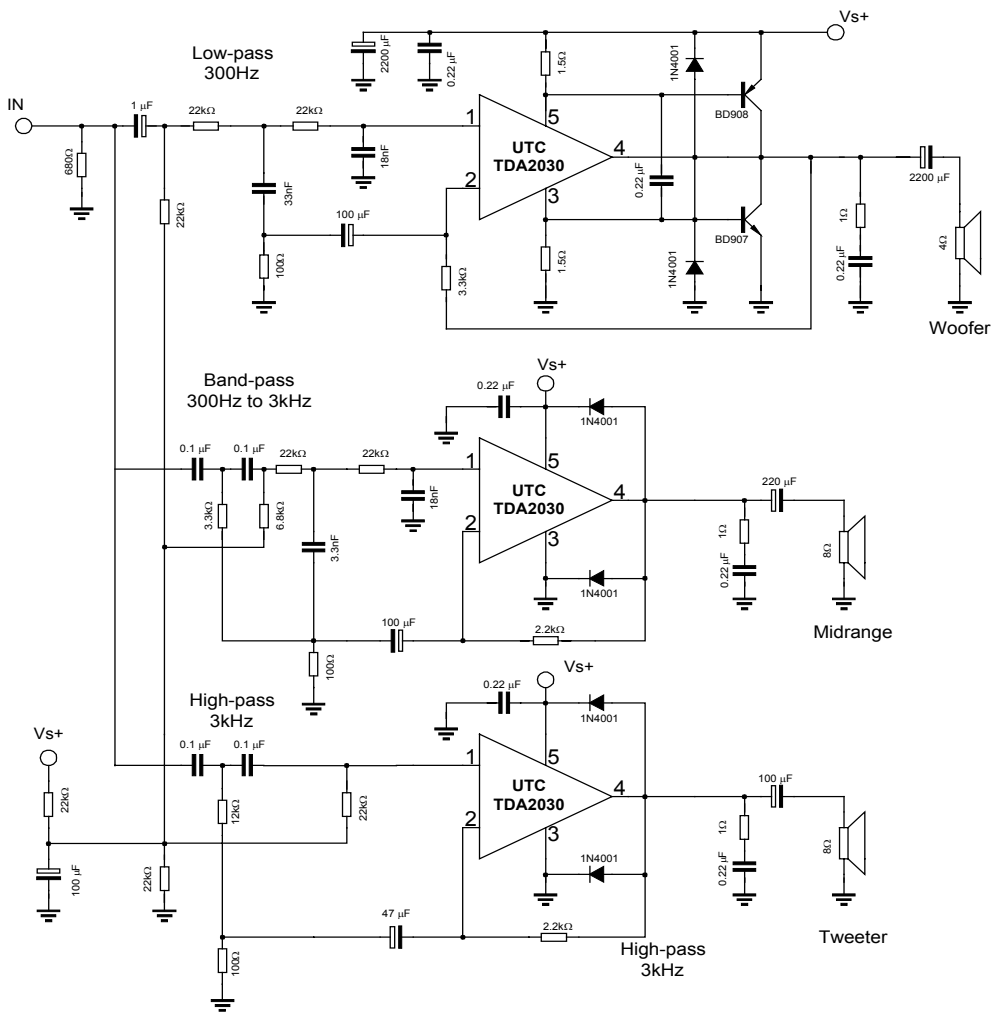 Vs+
Low-pass
300Hz
2200 µF
0.22 µF
1.5Ω
1N4001
BD908
IN
1 µF
22kΩ
22kΩ
680Ω
18nF
33nF
22kΩ
100 µF
100Ω
3.3kΩ
1
2
UTC
TDA2030
5
4
3
0.22 µF
1.5Ω
BD907
1N4001
1Ω
0.22 µF
2200 µF
4Ω
Woofer
Band-pass
300Hz to 3kHz
Vs+
0.22 µF
1N4001
0.1 µF
0.1 µF
22kΩ
22kΩ
3.3kΩ
6.8kΩ
3.3nF
18nF
1
2
UTC
TDA2030
5
4
3
1N4001
220 µF
1Ω
0.22 µF
8Ω
Midrange
100 µF
2.2kΩ
100Ω
High-pass
3kHz
Vs+
0.22 µF
1N4001
Vs+
0.1 µF
0.1 µF
22kΩ
12kΩ
22kΩ
1
2
UTC
TDA2030
5
4
3
1N4001
100 µF
1Ω
0.22 µF
8Ω
Tweeter
100 µF
22kΩ
47 µF
2.2kΩ
100Ω
High-pass
3kHz